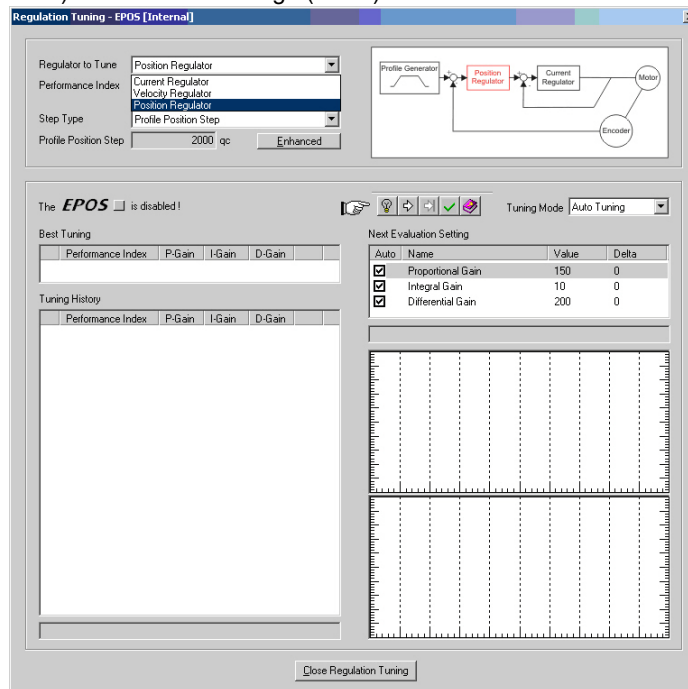 Regulation Tuning - EPOS [Internal]
Regulator to Tune Position Regulator
Performance Index
Current Regulator
Velocity Regulator
Position Regulator
Step Type Profile Position Step
Profile Position Step 2000 qc Enhanced
Profile Generator
Position Regulator
Current Regulator
Motor
Encoder
The EPOS is disabled !
Tuning Mode Auto Tuning
Best Tuning
Performance Index P-Gain I-Gain D-Gain
Tuning History
Performance Index P-Gain I-Gain D-Gain
Next Evaluation Setting
Auto Name Value Delta
Proportional Gain 150 0
Integral Gain 10 0
Differential Gain 200 0
Close Regulation Tuning